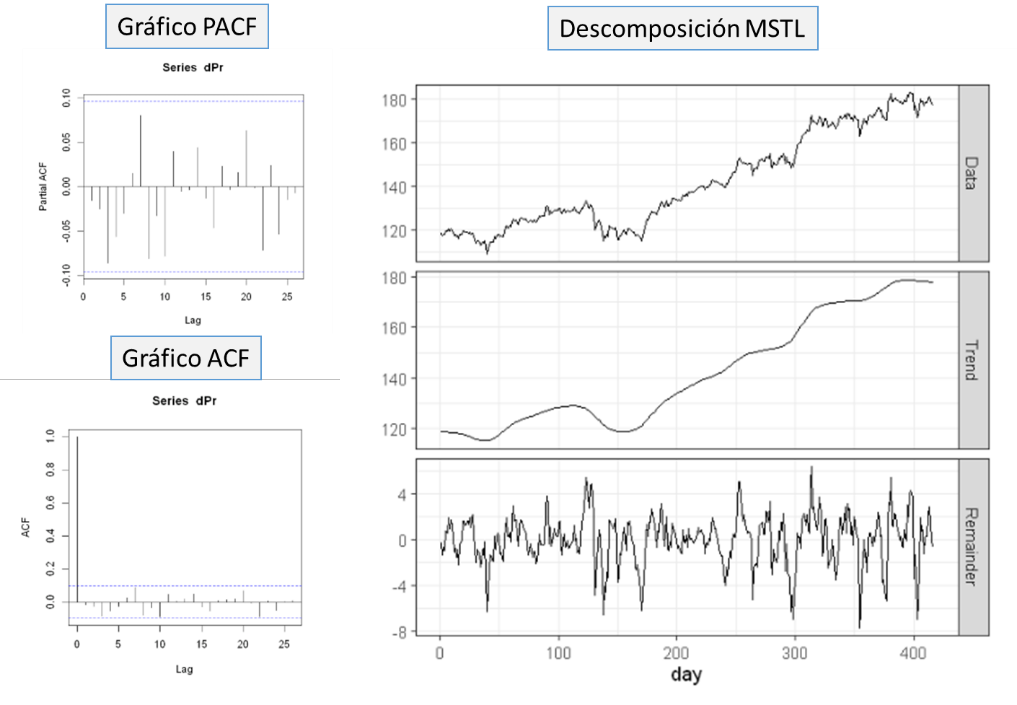 Gráfico PACF
Series dPr
0.10
0.05
0.00
-0.05
-0.10
Partial ACF
0 5 10 15 20 25
Lag
Gráfico ACF
Series dPr
1.0
0.8
0.6
0.4
0.2
0.0
ACF
0 5 10 15 20 25
Lag
Descomposición MSTL
180
160
140
120
Data
180
160
140
120
Trend
4
0
-4
-8
Remainder
0 100 200 300 400
day